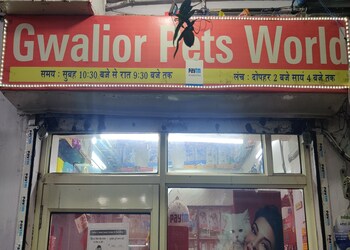 Gwalior Pets World
समय : सुबह 10:30 बजे से रात 9:30 बजे तक
लंच : दोपहर 2 बजे सायं 4 बजे तक